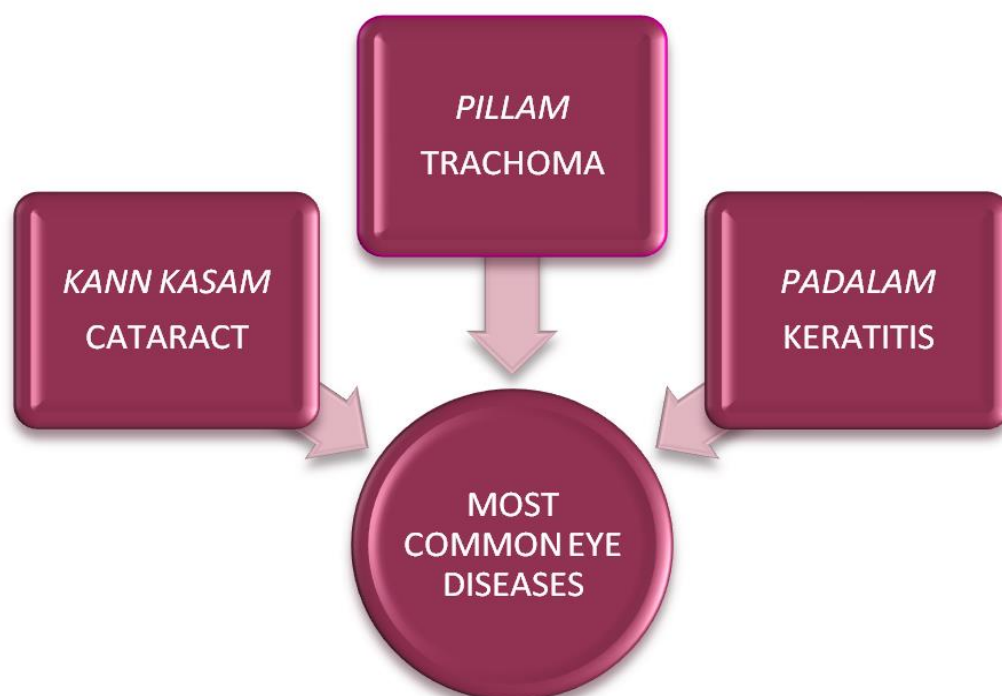 PILLAM
TRACHOMA
KANN KASAM
CATARACT
PADALAM
KERATITIS
MOST
COMMON EYE
DISEASES